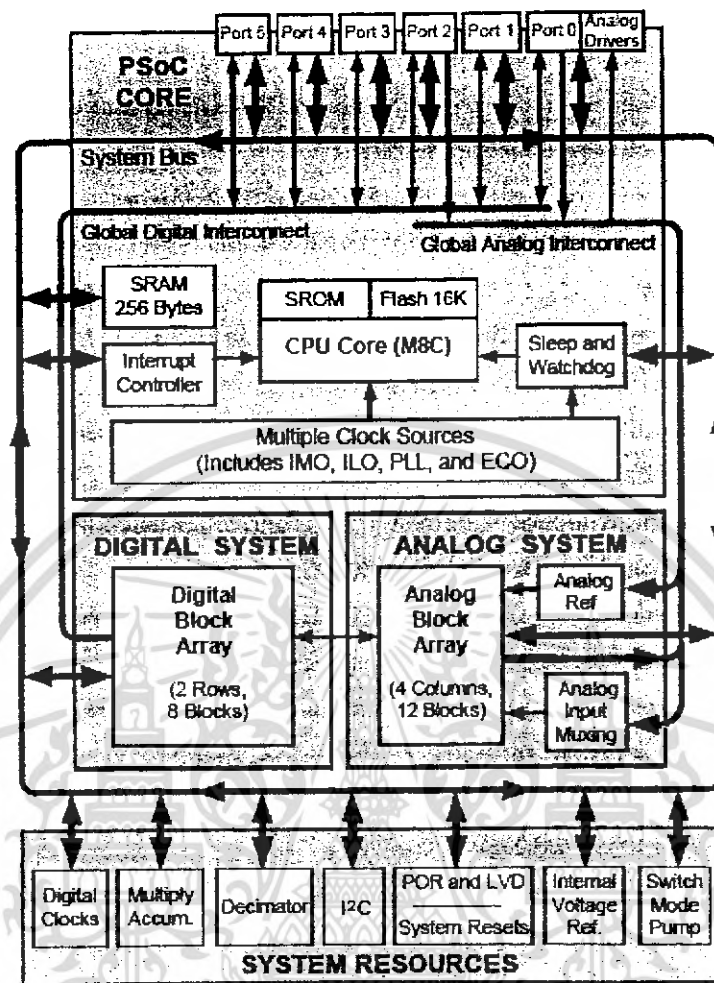 Port 5 Port 4 Port 3 Port 2 Port 1 Port 0 Analog
Drivers
PSoC
CORE
System Bus
Global Digital Interconnect
Global Analog Interconnect
SRAM
256 Bytes
SROM Flash 16K
CPU Core (M8C)
Interrupt
Controller
Sleep and
Watchdog
Multiple Clock Sources
(Includes IMO, ILO, PLL, and ECO)
DIGITAL SYSTEM
Digital
Block
Array
(2 Rows,
8 Blocks)
ANALOG SYSTEM
Analog
Block
Array
(4 Columns,
12 Blocks)
Analog
Ref
Analog
Input
Muxing
Digital
Clocks
Multiply
Accum.
Decimator
I²C
POR and LVD
System Resets
Internal
Voltage
Ref.
Switch
Mode
Pump
SYSTEM RESOURCES